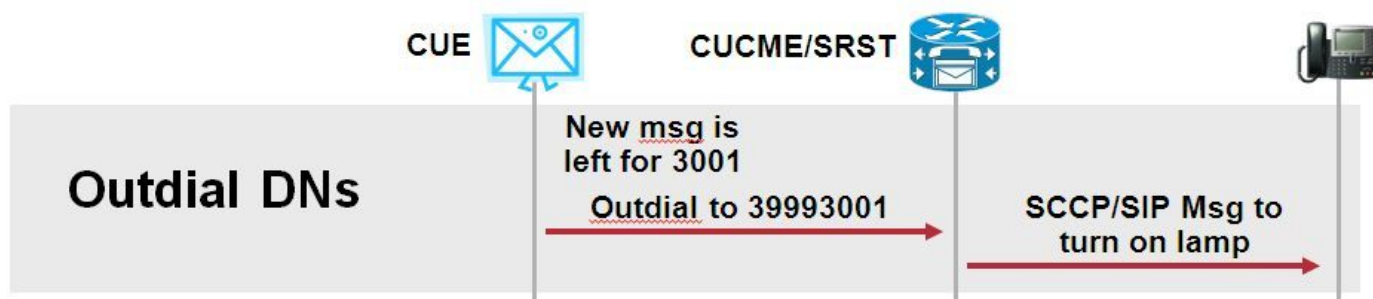 CUE
CUCME/SRST
Outdial DNs
New msg is
left for 3001
Outdial to 39993001
SCCP/SIP Msg to
turn on lamp